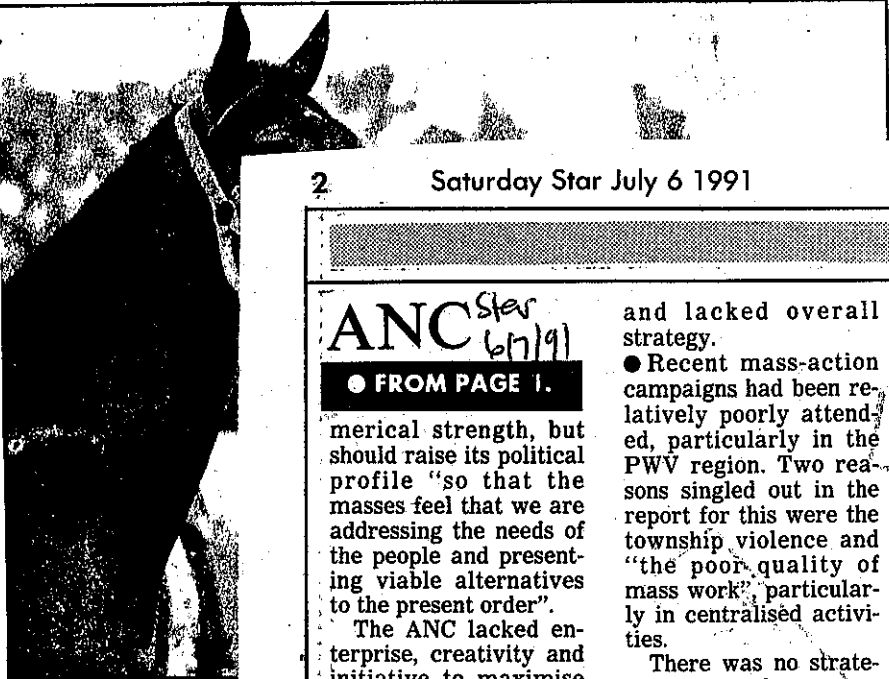 2 Saturday Star July 6 1991
ANC
Star
6/7/91
● FROM PAGE 1.
merical strength, but
should raise its political
profile “so that the
masses feel that we are
addressing the needs of
the people and present-
ing viable alternatives
to the present order”.
The ANC lacked en-
terprise, creativity and
initiative to maximise
and lacked overall
strategy.
● Recent mass-action
campaigns had been re-
latively poorly attend-
ed, particularly in the
PWV region. Two rea-
sons singled out in the
report for this were the
township violence and
“the poor quality of
mass work”, particular-
ly in centralised activi-
ties.
There was no strate-